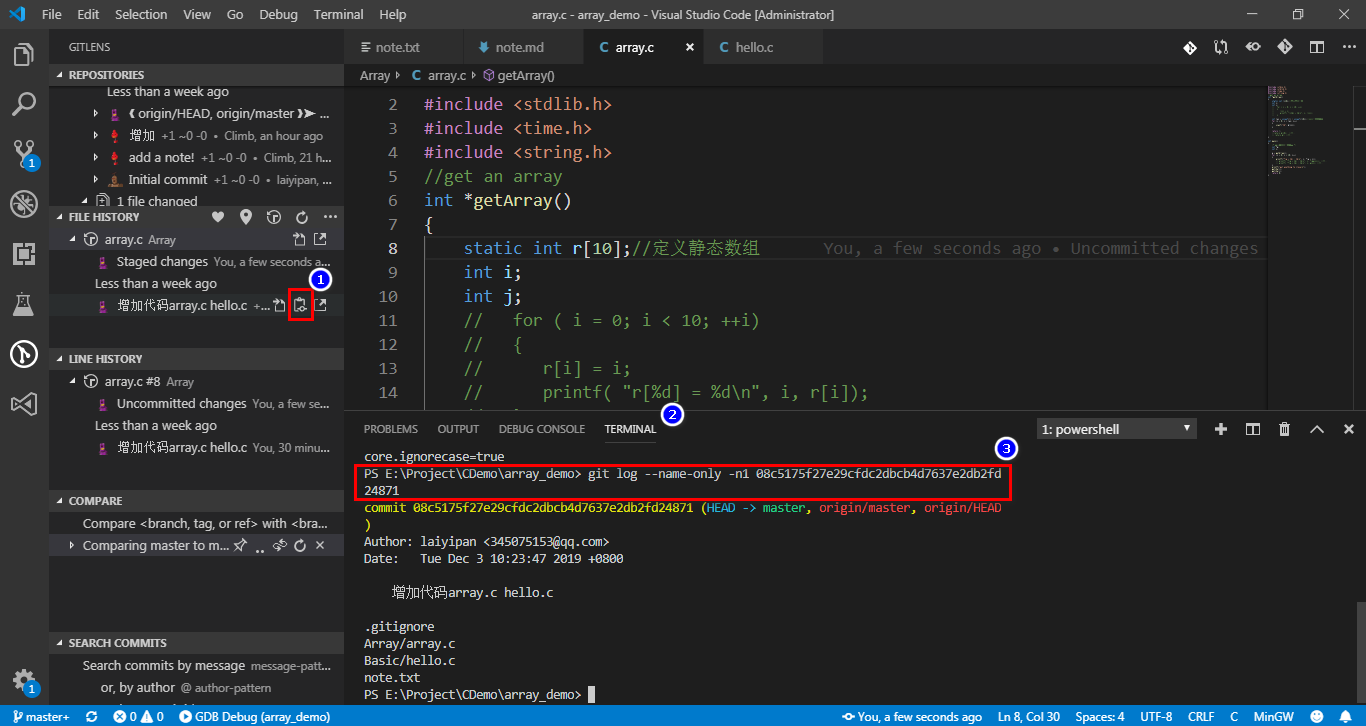 File Edit Selection View Go Debug Terminal Help
array.c - array_demo - Visual Studio Code [Administrator]
GITLENS
REPOSITORIES
Less than a week ago
origin/HEAD, origin/master ...
增加 +1 ~0 -0 • Climb, an hour ago
add a note! +1 ~0 -0 • Climb, 21 h...
Initial commit +1 ~0 -0 • laiyipan, ...
1 file changed
FILE HISTORY
array.c Array
Staged changes You, a few seconds a...
1
Less than a week ago
增加代码array.c hello.c +...
LINE HISTORY
array.c #8 Array
Uncommitted changes You, a few se...
Less than a week ago
增加代码array.c hello.c You, 30 minu...
COMPARE
Compare <branch, tag, or ref> with <bra...
Comparing master to m...
SEARCH COMMITS
Search commits by message message-patt...
or, by author @ author-pattern
1
1
note.txt
note.md
C array.c
C hello.c
Array C array.c getArray()
2 #include <stdlib.h>
3 #include <time.h>
4 #include <string.h>
5 //get an array
6 int *getArray()
7 {
8 static int r[10];//定义静态数组 You, a few seconds ago • Uncommitted changes
9 int i;
10 int j;
11 // for ( i = 0; i < 10; ++i)
12 // {
13 // r[i] = i;
14 // printf( "r[%d] = %d\n", i, r[i]);
2
PROBLEMS OUTPUT DEBUG CONSOLE TERMINAL
1: powershell
3
core.ignorecase=true
PS E:\Project\CDemo\array_demo> git log --name-only -n1 08c5175f27e29cfdc2dbcb4d7637e2db2fd
24871
commit 08c5175f27e29cfdc2dbcb4d7637e2db2fd24871 (HEAD -> master, origin/master, origin/HEAD
)
Author: laiyipan <345075153@qq.com>
Date: Tue Dec 3 10:23:47 2019 +0800
增加代码array.c hello.c
.gitignore
Array/array.c
Basic/hello.c
note.txt
PS E:\Project\CDemo\array_demo>
master+ 0 0 GDB Debug (array_demo)
You, a few seconds ago Ln 8, Col 30 Spaces: 4 UTF-8 CRLF C MinGW